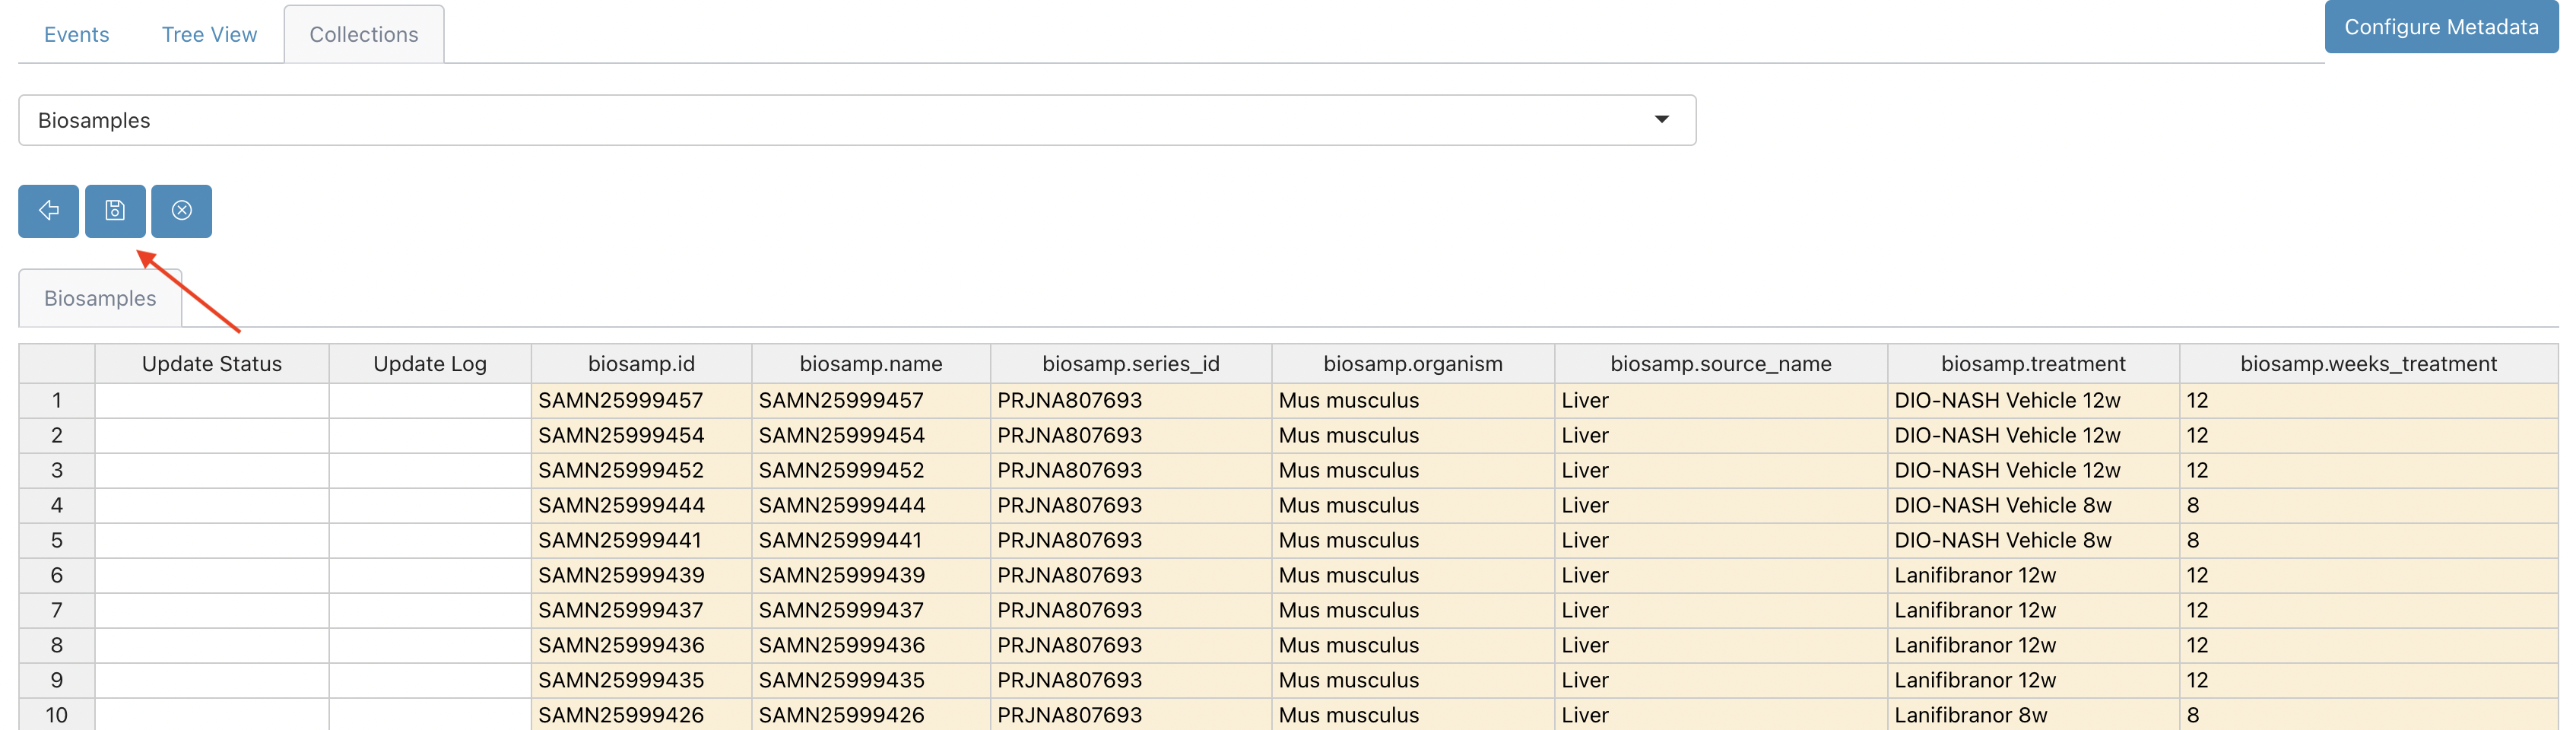 Events Tree View Collections Configure Metadata
Biosamples
Biosamples
Update Status Update Log biosamp.id biosamp.name biosamp.series_id biosamp.organism biosamp.source_name biosamp.treatment biosamp.weeks_treatment
1 SAMN25999457 SAMN25999457 PRJNA807693 Mus musculus Liver DIO-NASH Vehicle 12w 12
2 SAMN25999454 SAMN25999454 PRJNA807693 Mus musculus Liver DIO-NASH Vehicle 12w 12
3 SAMN25999452 SAMN25999452 PRJNA807693 Mus musculus Liver DIO-NASH Vehicle 12w 12
4 SAMN25999444 SAMN25999444 PRJNA807693 Mus musculus Liver DIO-NASH Vehicle 8w 8
5 SAMN25999441 SAMN25999441 PRJNA807693 Mus musculus Liver DIO-NASH Vehicle 8w 8
6 SAMN25999439 SAMN25999439 PRJNA807693 Mus musculus Liver Lanifibranor 12w 12
7 SAMN25999437 SAMN25999437 PRJNA807693 Mus musculus Liver Lanifibranor 12w 12
8 SAMN25999436 SAMN25999436 PRJNA807693 Mus musculus Liver Lanifibranor 12w 12
9 SAMN25999435 SAMN25999435 PRJNA807693 Mus musculus Liver Lanifibranor 12w 12
10 SAMN25999426 SAMN25999426 PRJNA807693 Mus musculus Liver Lanifibranor 8w 8